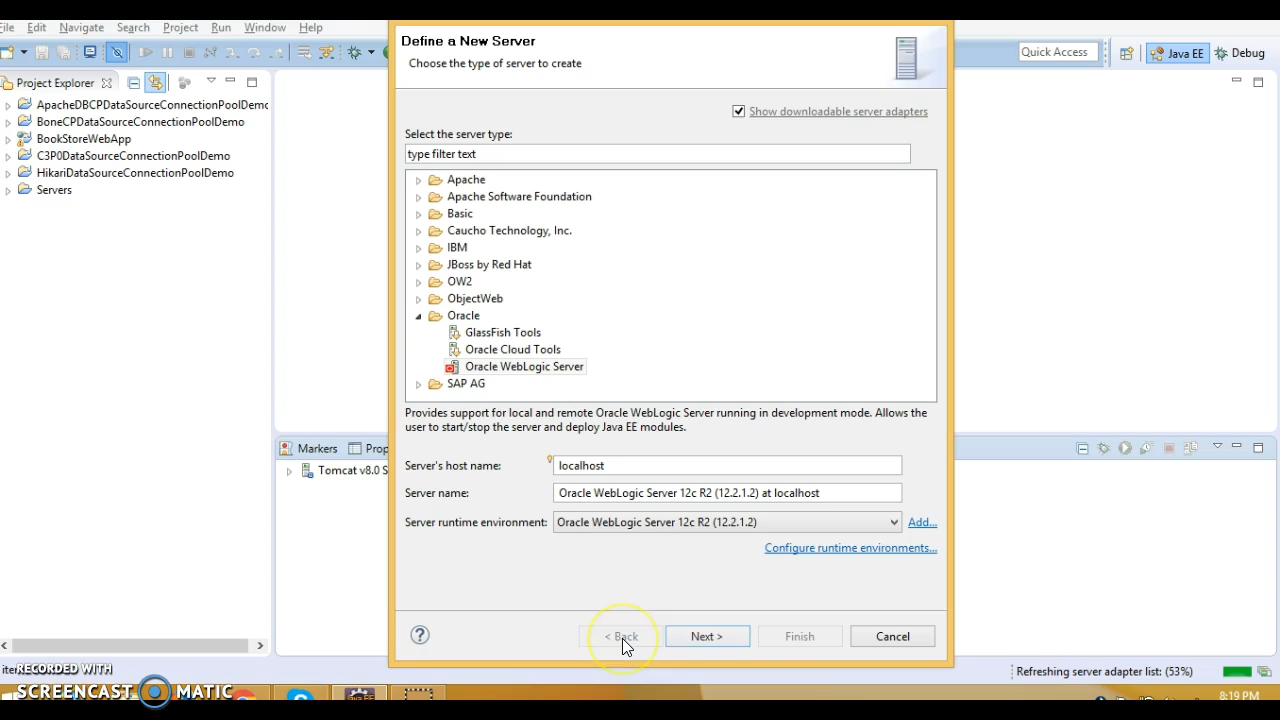 File Edit Navigate Search Project Run Window Help
Define a New Server
Choose the type of server to create
Quick Access
Java EE
Debug
Project Explorer
ApacheDBCPDataSourceConnectionPoolDemo
BoneCPDataSourceConnectionPoolDemo
BookStoreWebApp
C3P0DataSourceConnectionPoolDemo
HikariDataSourceConnectionPoolDemo
Servers
Show downloadable server adapters
Select the server type:
type filter text
Apache
Apache Software Foundation
Basic
Caucho Technology, Inc.
IBM
JBoss by Red Hat
OW2
ObjectWeb
Oracle
GlassFish Tools
Oracle Cloud Tools
Oracle WebLogic Server
SAP AG
Provides support for local and remote Oracle WebLogic Server running in development mode. Allows the
user to start/stop the server and deploy Java EE modules.
Markers
Prop
Tomcat v8.0 S
Server's host name: localhost
Server name: Oracle WebLogic Server 12c R2 (12.2.1.2) at localhost
Server runtime environment: Oracle WebLogic Server 12c R2 (12.2.1.2) Add...
Configure runtime environments...
< Back Next > Finish Cancel
Refreshing server adapter list: (53%)
RECORDED WITH
SCREENCAST MATIC
8:19 PM